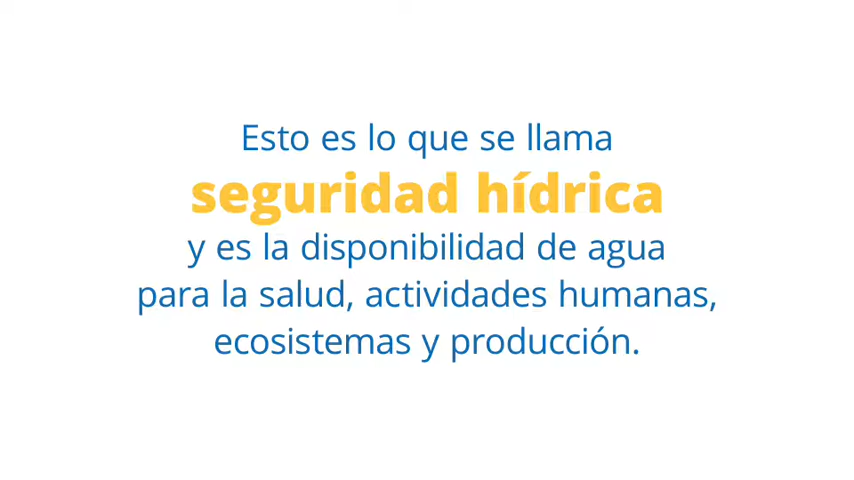 Esto es lo que se llama
seguridad hídrica
y es la disponibilidad de agua
para la salud, actividades humanas,
ecosistemas y producción.